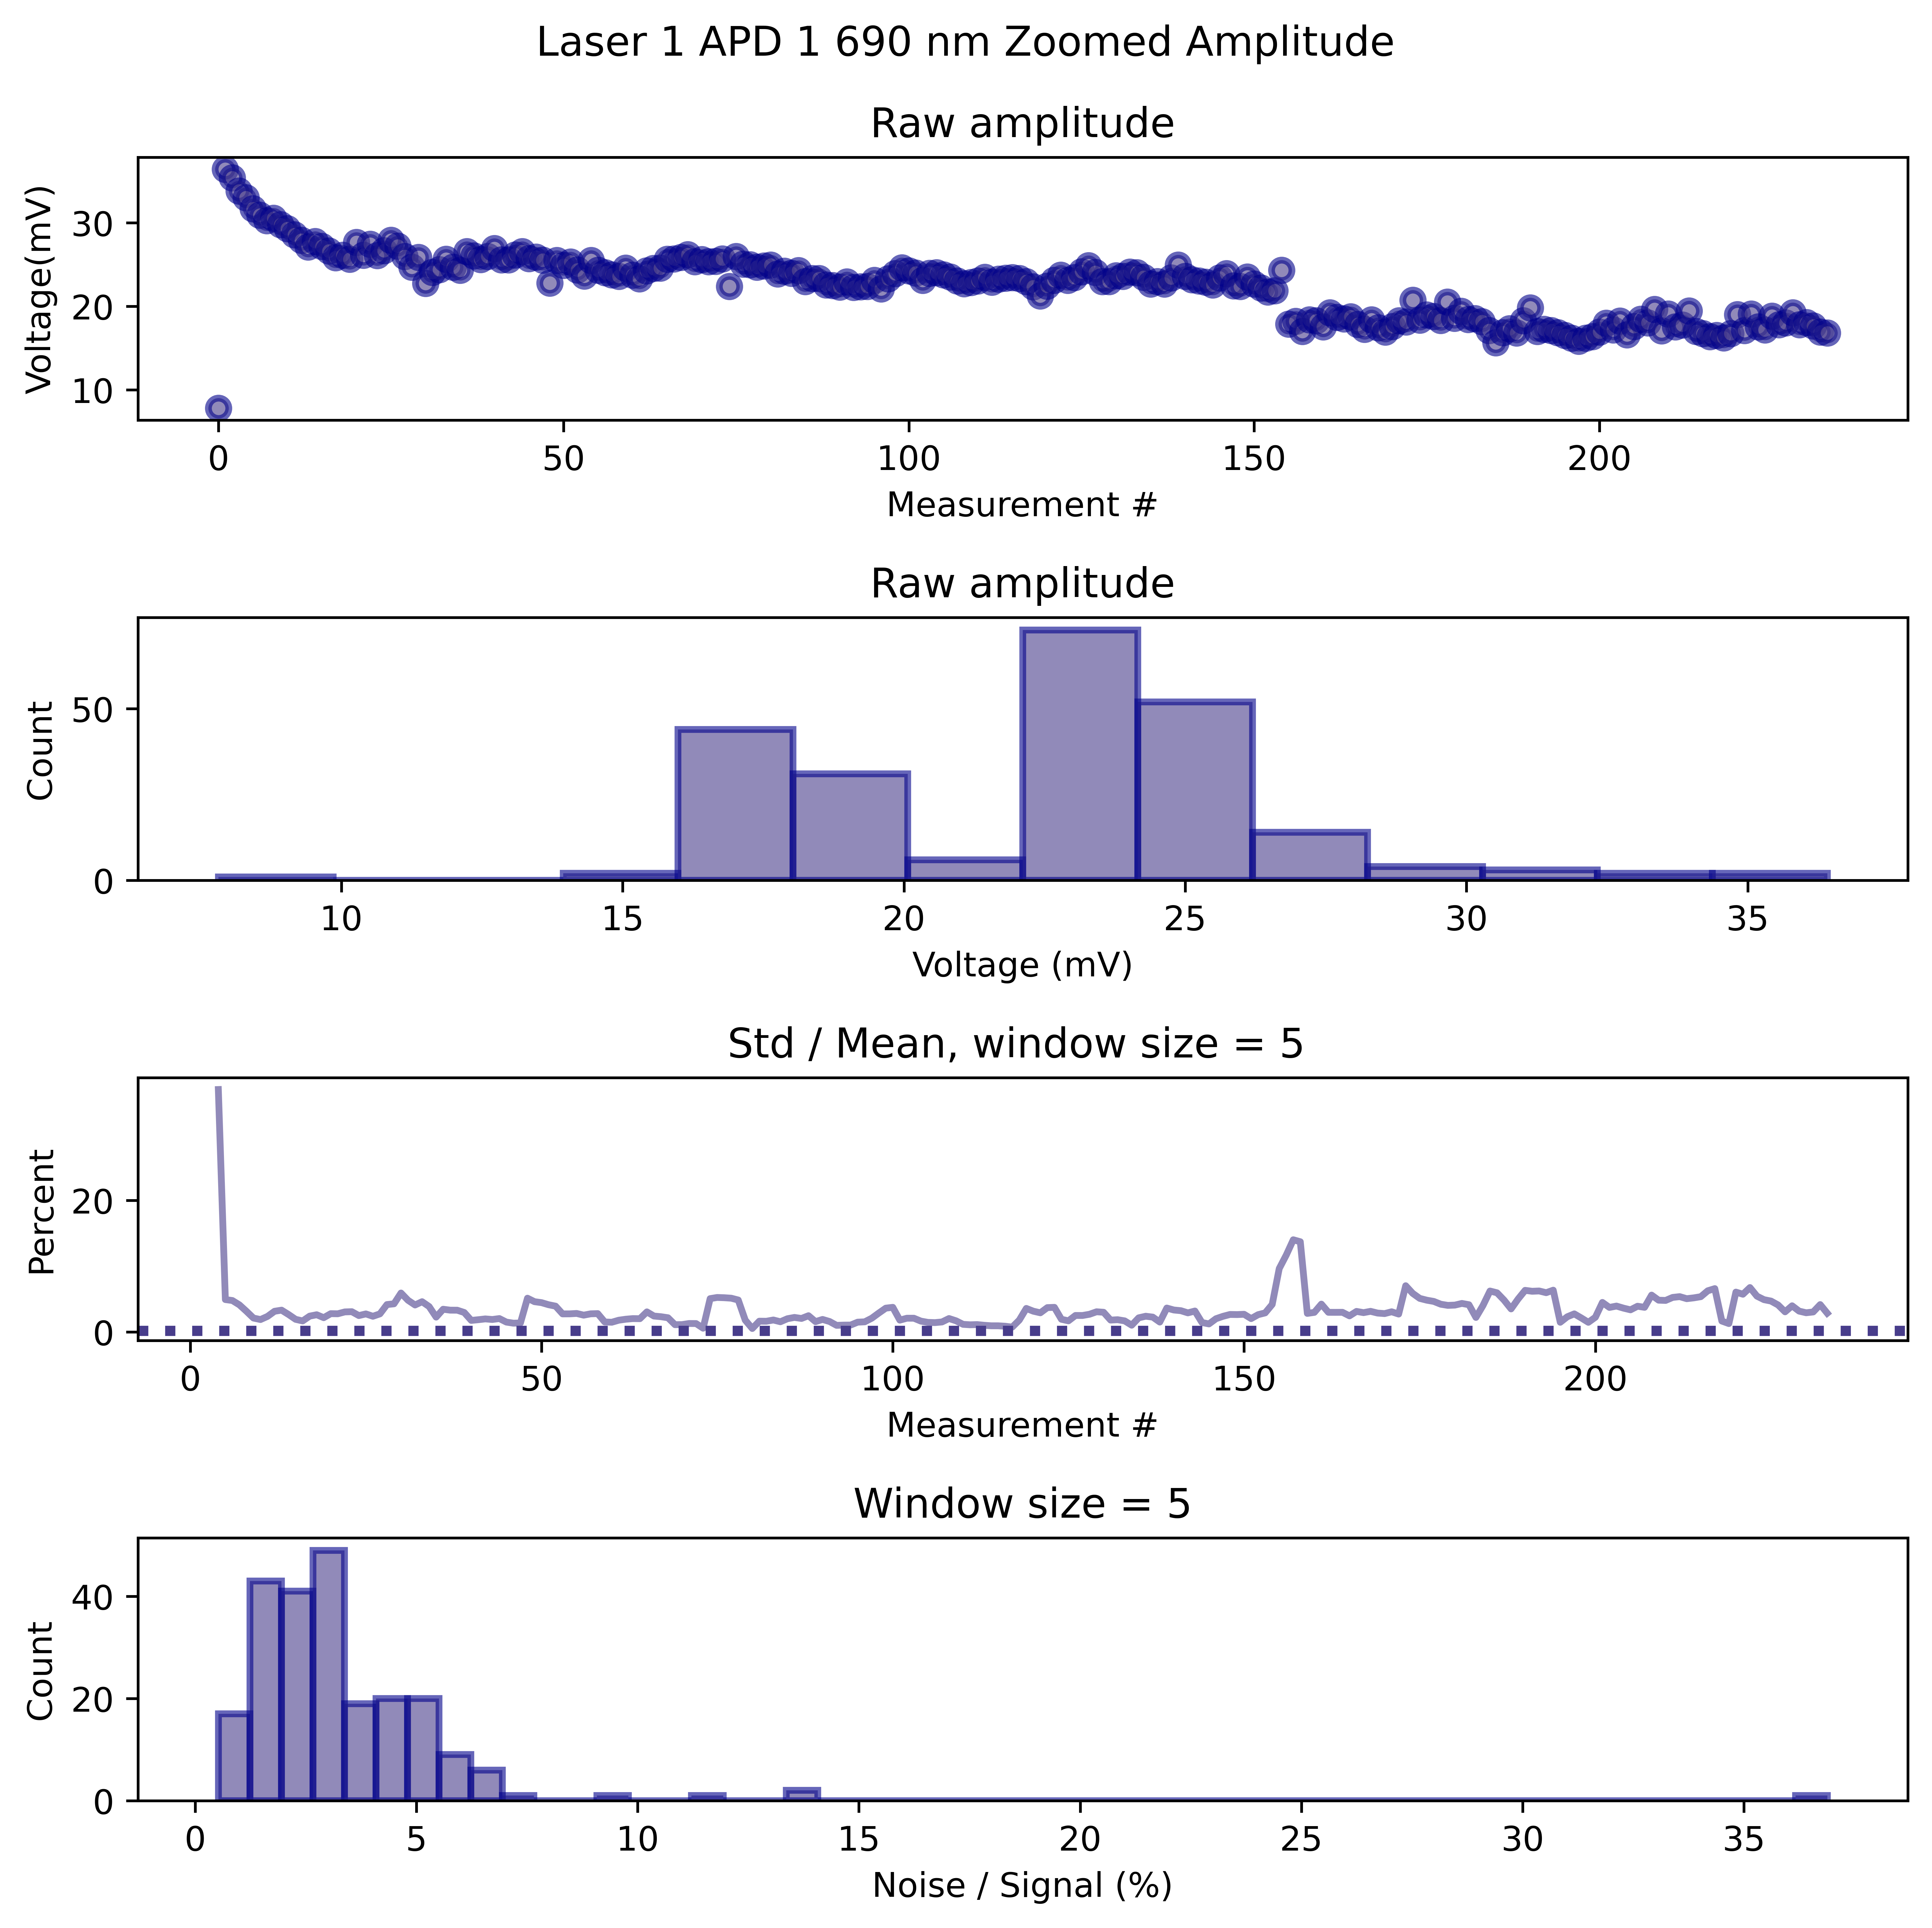 Laser 1 APD 1 690 nm Zoomed Amplitude
Raw amplitude
Voltage(mV)
30
20
10
0 50 100 150 200
Measurement #
Raw amplitude
Count
50
0
10 15 20 25 30 35
Voltage (mV)
Std / Mean, window size = 5
Percent
20
0
0 50 100 150 200
Measurement #
Window size = 5
Count
40
20
0
0 5 10 15 20 25 30 35
Noise / Signal (%)